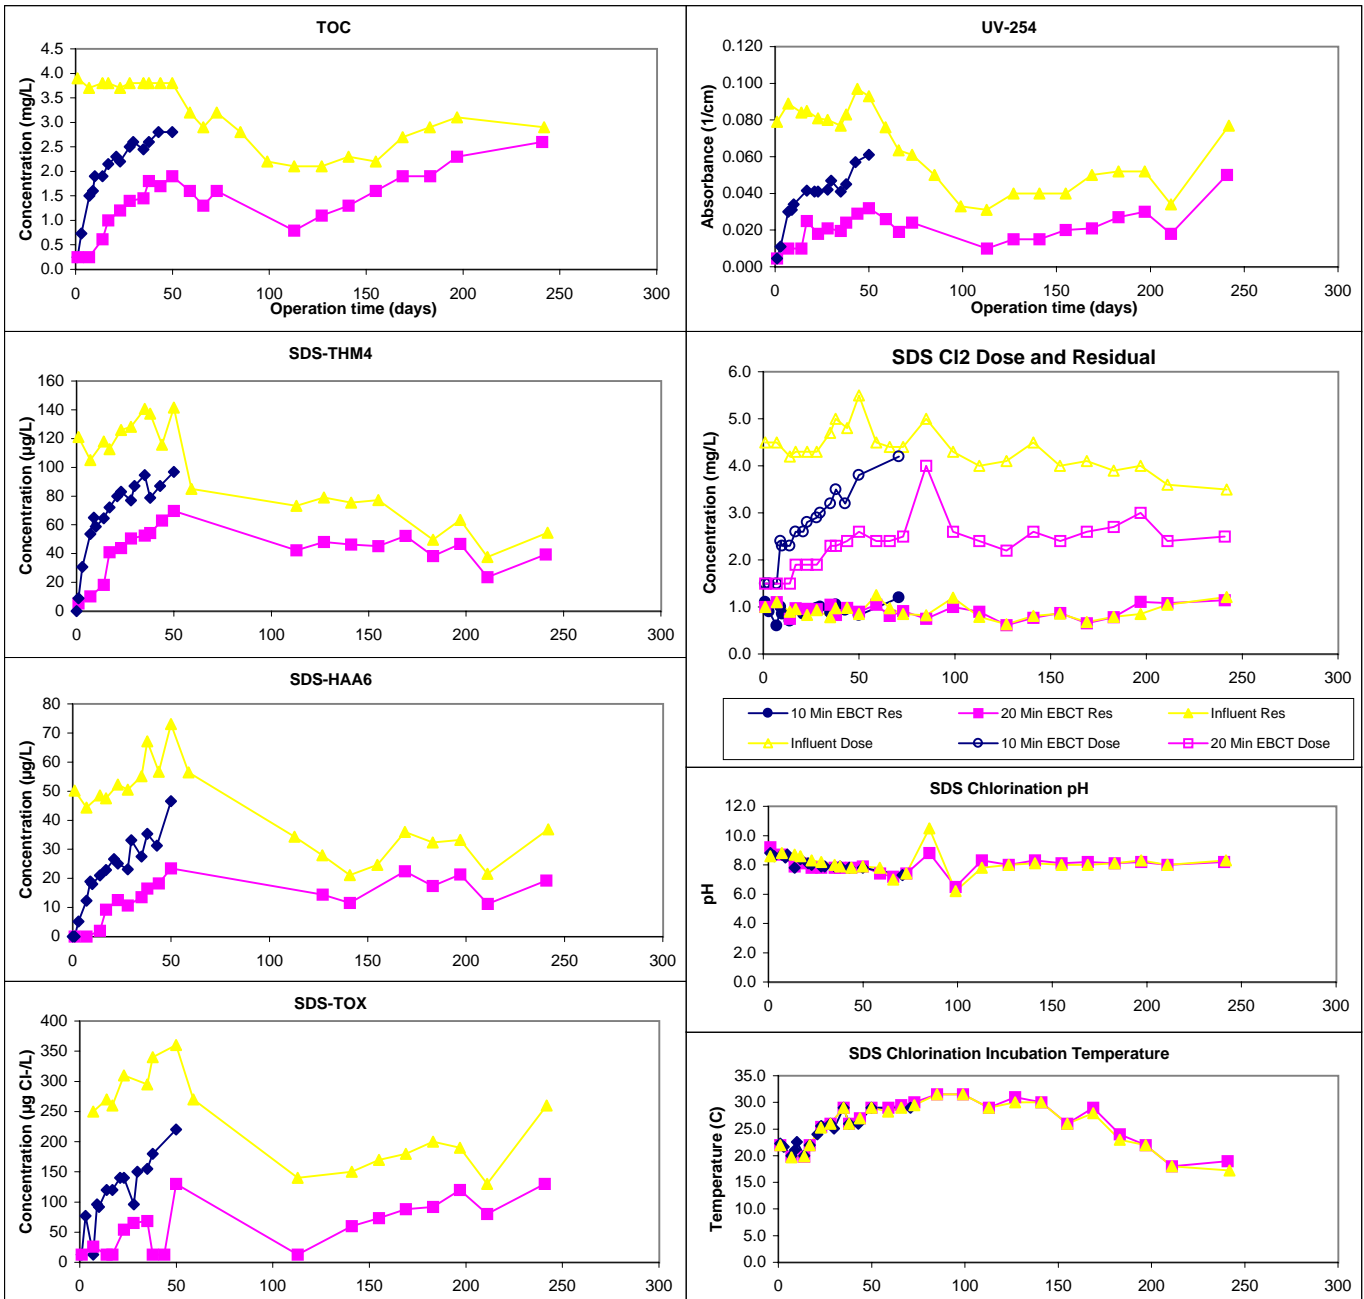 TOC
Concentration (mg/L)
4.5
4.0
3.5
3.0
2.5
2.0
1.5
1.0
0.5
0.0
0 50 100 150 200 250 300
Operation time (days)
UV-254
Absorbance (1/cm)
0.120
0.100
0.080
0.060
0.040
0.020
0.000
0 50 100 150 200 250 300
Operation time (days)
SDS-THM4
Concentration (µg/L)
160
140
120
100
80
60
40
20
0
0 50 100 150 200 250 300
SDS Cl2 Dose and Residual
Concentration (mg/L)
6.0
5.0
4.0
3.0
2.0
1.0
0.0
0 50 100 150 200 250 300
10 Min EBCT Res 20 Min EBCT Res Influent Res
Influent Dose 10 Min EBCT Dose 20 Min EBCT Dose
SDS-HAA6
Concentration (µg/L)
80
70
60
50
40
30
20
10
0
0 50 100 150 200 250 300
SDS Chlorination pH
pH
12.0
10.0
8.0
6.0
4.0
2.0
0.0
0 50 100 150 200 250 300
SDS-TOX
Concentration (µg Cl-/L)
400
350
300
250
200
150
100
50
0
0 50 100 150 200 250 300
SDS Chlorination Incubation Temperature
Temperature (C)
35.0
30.0
25.0
20.0
15.0
10.0
5.0
0.0
0 50 100 150 200 250 300